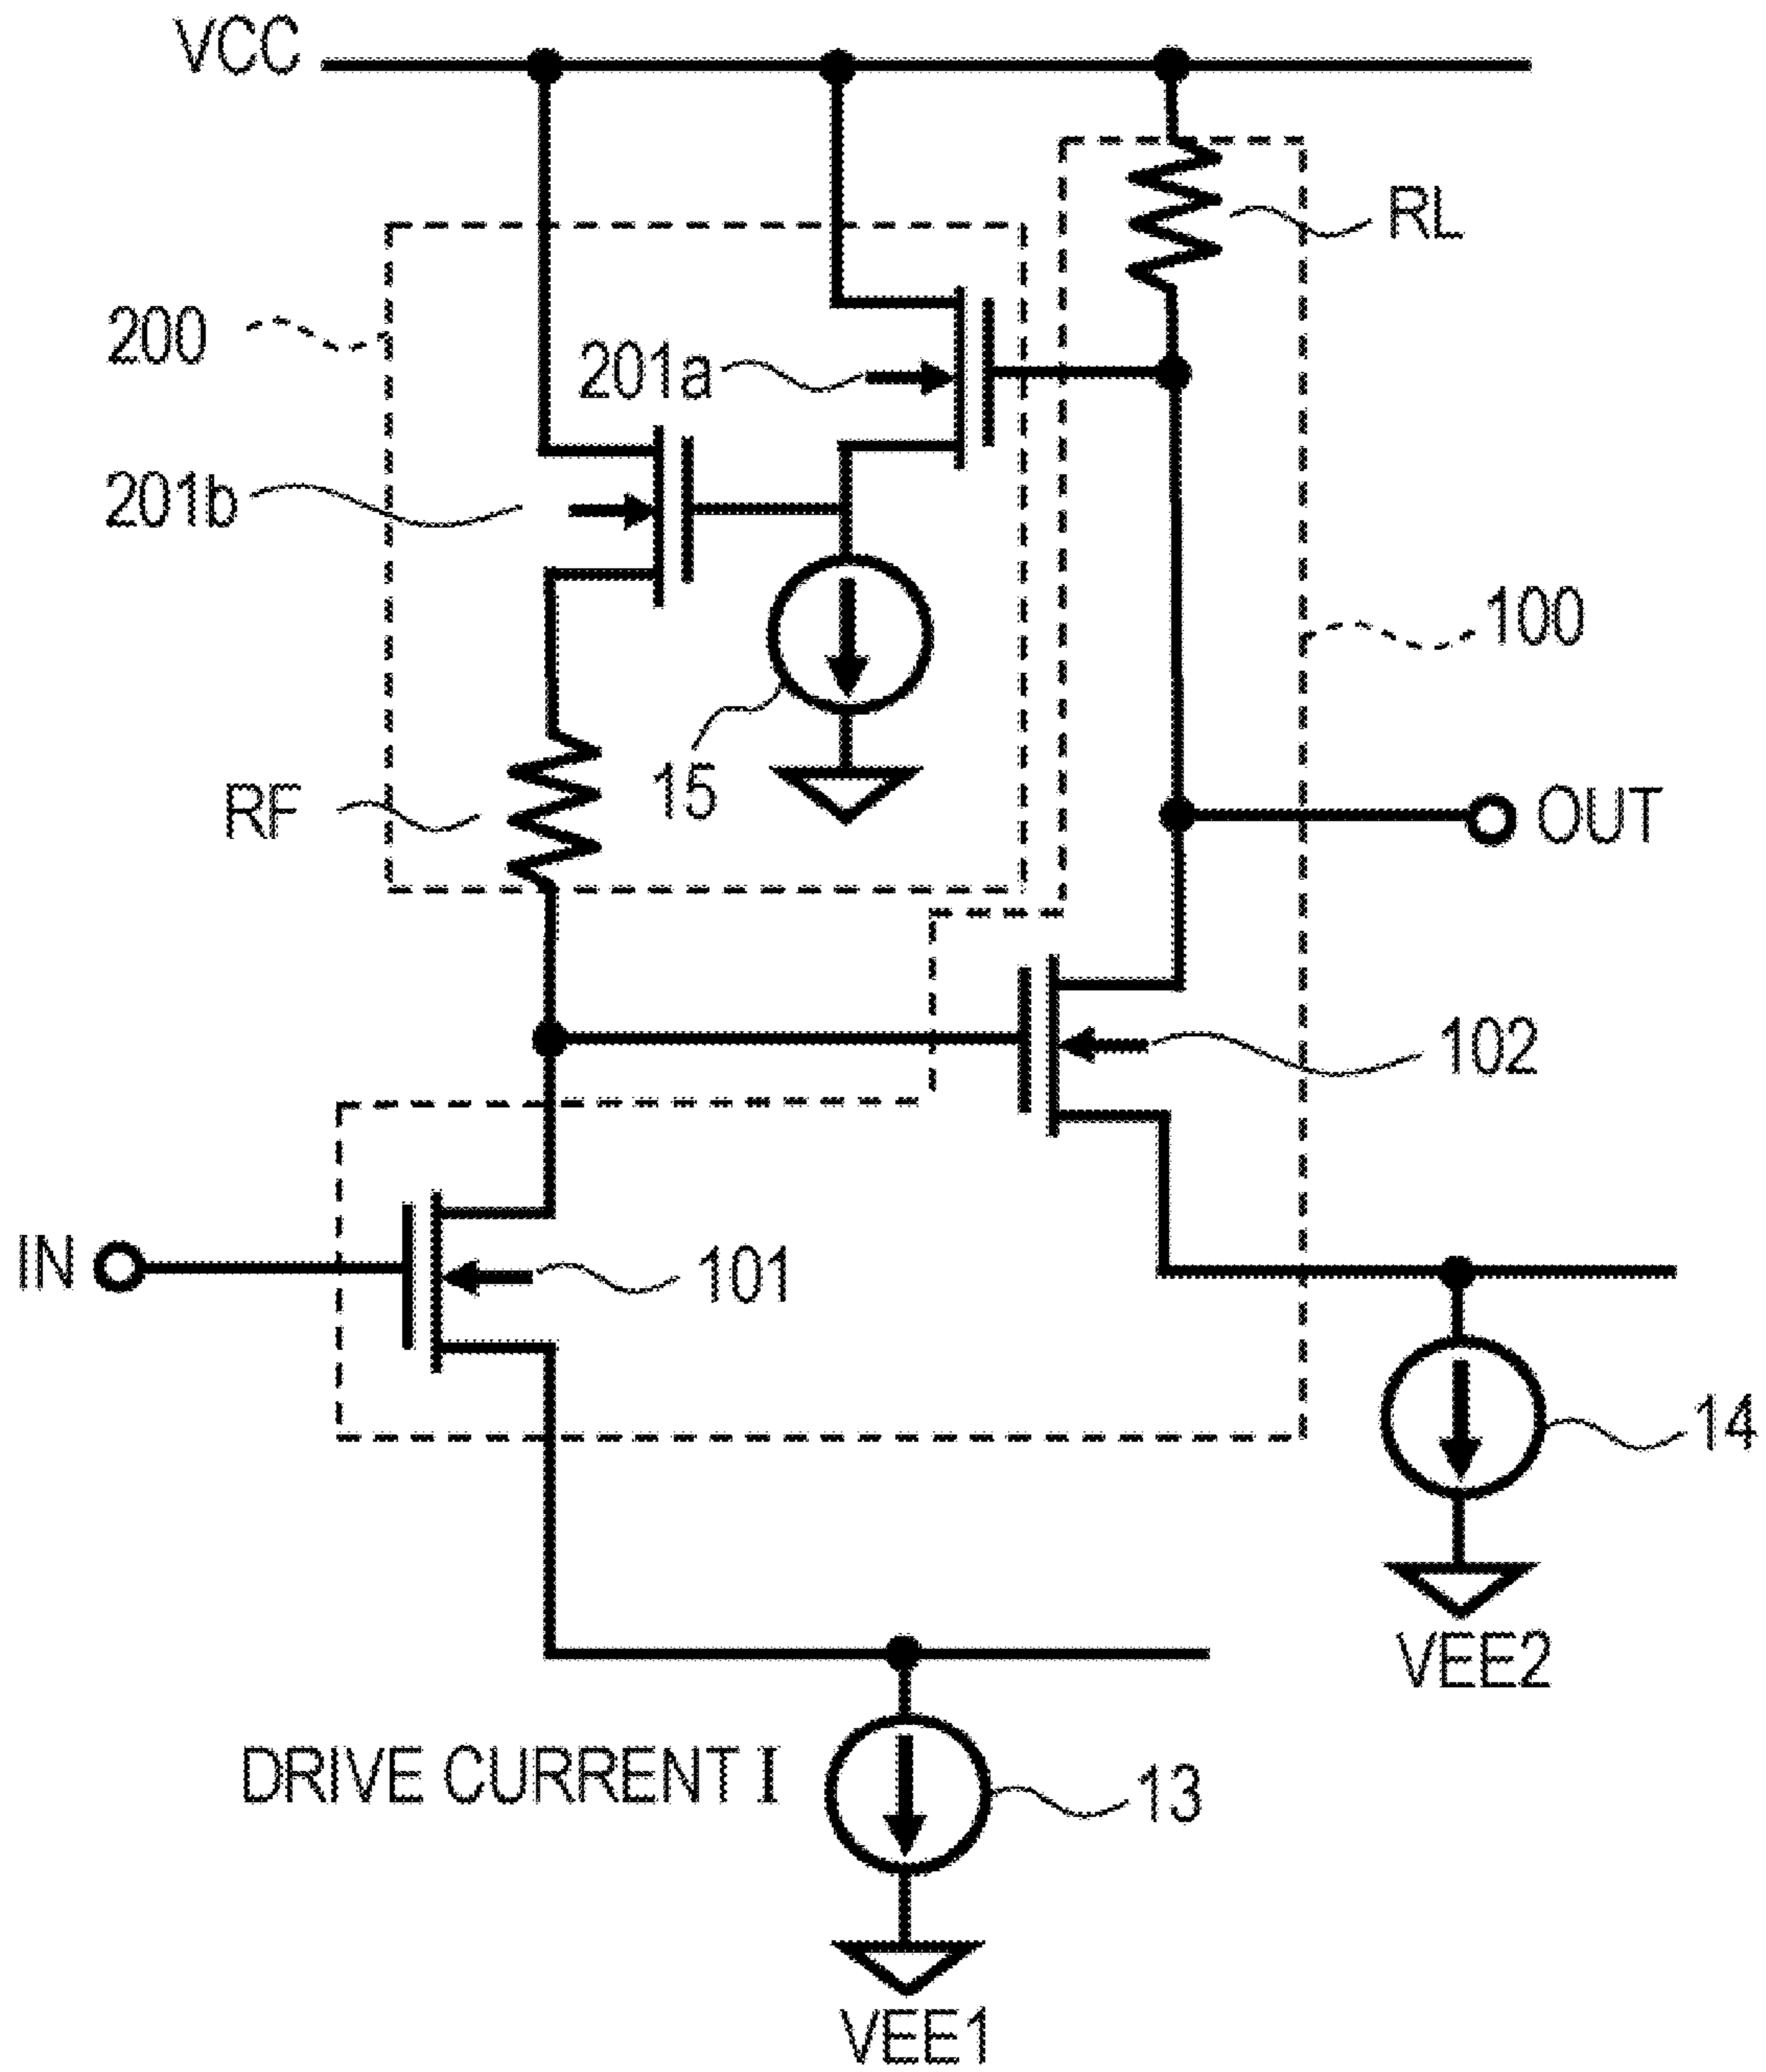 VCC
RL
200
201a
201b
100
15
RF
OUT
102
IN
101
14
VEE2
DRIVE CURRENT I
13
VEE1